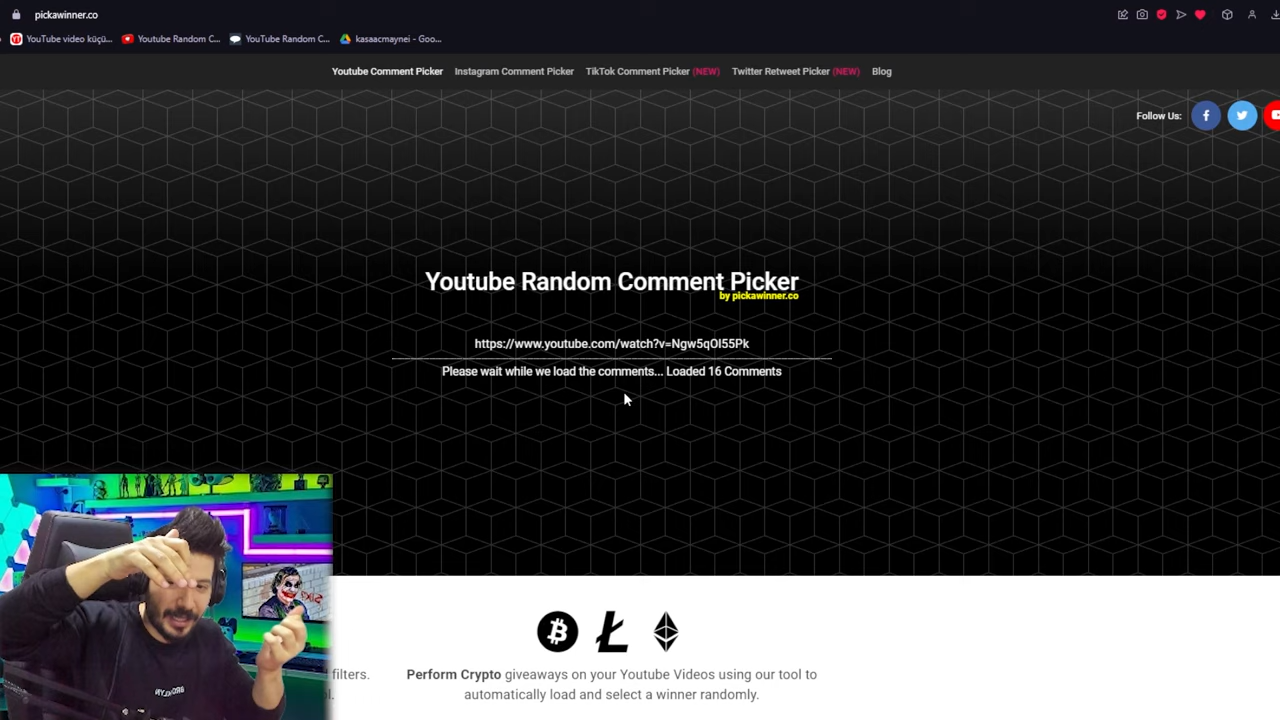 pickawinner.co
YouTube video küçü...
Youtube Random C...
YouTube Random C...
kasaacmaynei - Goo...
Youtube Comment Picker
Instagram Comment Picker
TikTok Comment Picker (NEW)
Twitter Retweet Picker (NEW)
Blog
Follow Us:
Youtube Random Comment Picker
by pickawinner.co
https://www.youtube.com/watch?v=Ngw5qOI55Pk
Please wait while we load the comments... Loaded 16 Comments
filters.
Perform Crypto giveaways on your Youtube Videos using our tool to
automatically load and select a winner randomly.